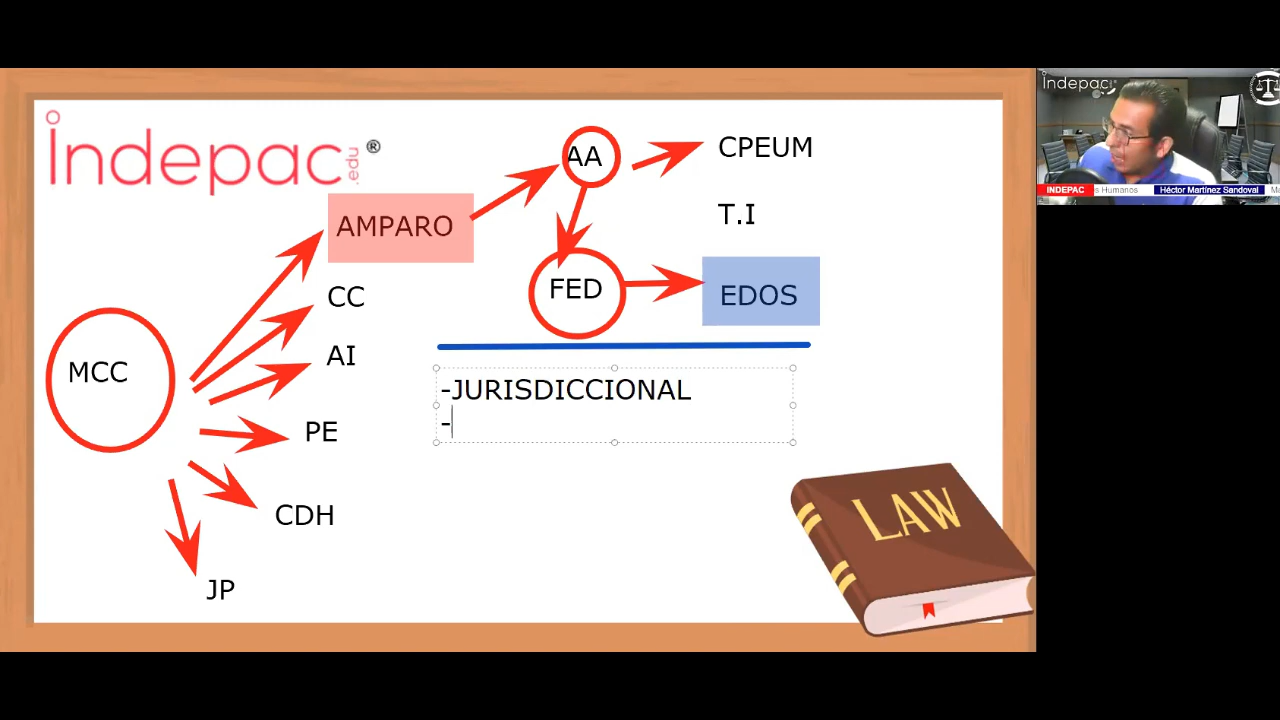 indepac
.edu
®
AMPARO
CC
AI
MCC
PE
CDH
JP
AA
CPEUM
T.I
FED
EDOS
-JURISDICCIONAL
-
LAW
indepac
INDEPAC
s Humanos
Héctor Martínez Sandoval